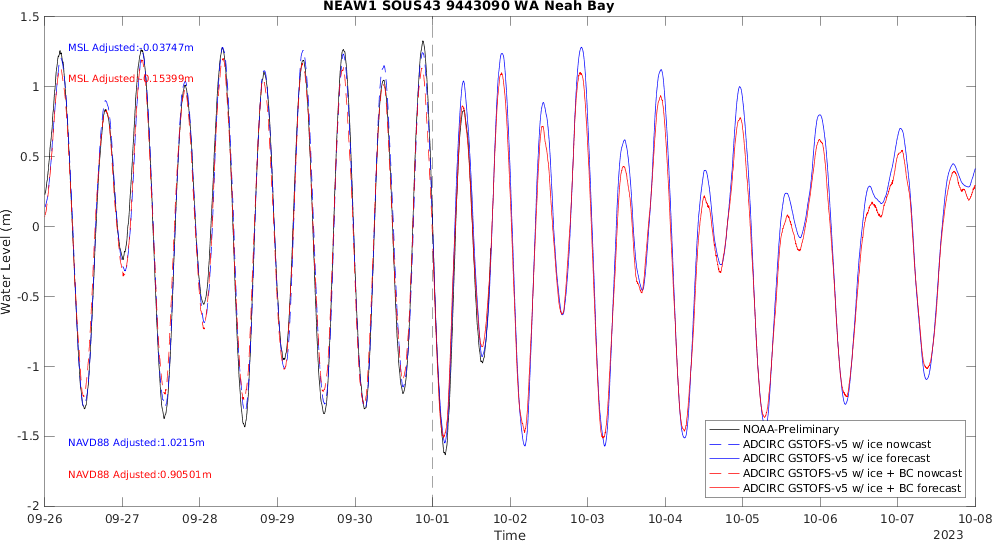 NEAW1 SOUS43 9443090 WA Neah Bay
1.5
1
0.5
0
-0.5
-1
-1.5
-2
Water Level (m)
MSL Adjusted:-0.03747m
MSL Adjusted:-0.15399m
NAVD88 Adjusted:1.0215m
NAVD88 Adjusted:0.90501m
NOAA-Preliminary
ADCIRC GSTOFS-v5 w/ ice nowcast
ADCIRC GSTOFS-v5 w/ ice forecast
ADCIRC GSTOFS-v5 w/ ice + BC nowcast
ADCIRC GSTOFS-v5 w/ ice + BC forecast
09-26 09-27 09-28 09-29 09-30 10-01 10-02 10-03 10-04 10-05 10-06 10-07 10-08
Time
2023